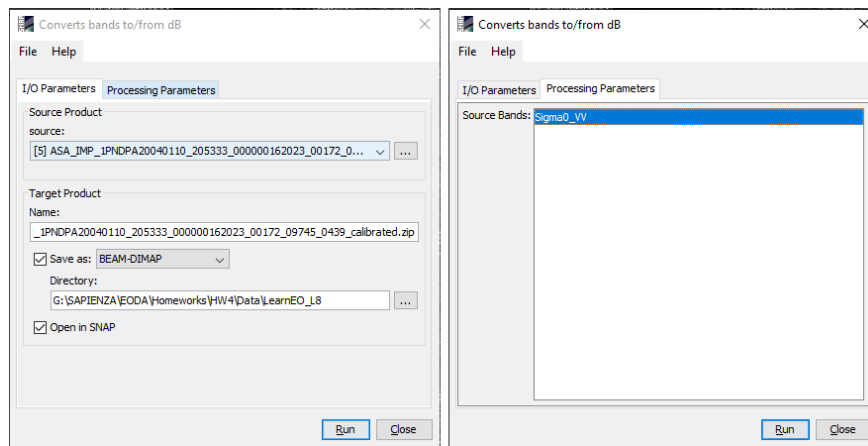 Converts bands to/from dB
File Help
I/O Parameters Processing Parameters
Source Product
source:
[5] ASA_IMP_1PNDPA20040110_205333_000000162023_00172_0... ...
Target Product
Name:
_1PNDPA20040110_205333_000000162023_00172_09745_0439_calibrated.zip
Save as: BEAM-DIMAP
Directory:
G:\SAPIENZA\EODA\Homeworks\HW4\Data\LearnEO_L8 ...
Open in SNAP
Run Close
Converts bands to/from dB
File Help
I/O Parameters Processing Parameters
Source Bands: Sigma0_VV
Run Close